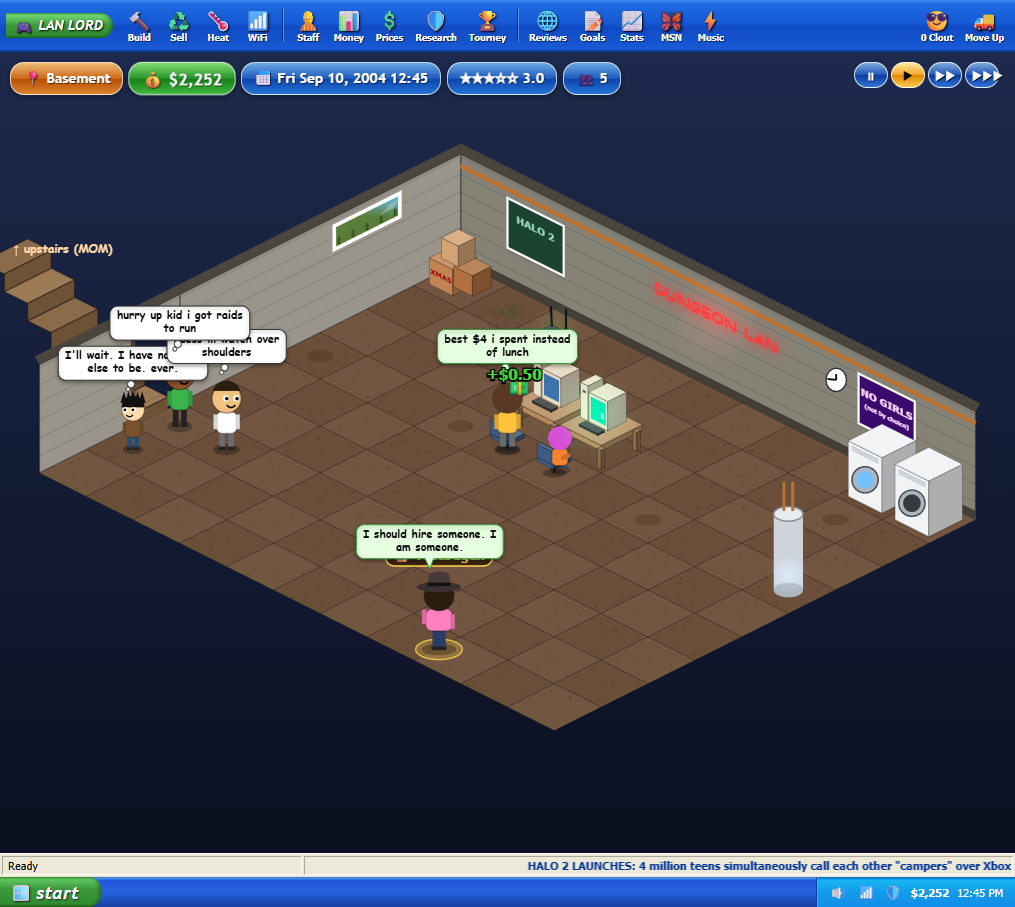 LAN LORD
Build
Sell
Heat
WiFi
Staff
Money
Prices
Research
Tourney
Reviews
Goals
Stats
MSN
Music
0 Clout
Move Up
Basement
$2,252
Fri Sep 10, 2004 12:45
★★★☆☆ 3.0
5
↑ upstairs (MOM)
HALO 2
XMAS
DUNGEON LAN
NO GIRLS
(not by choice)
hurry up kid i got raids
to run
over
shoulders
I'll wait. I have
else to be. ever.
best $4 i spent instead
of lunch
+$0.50
I should hire someone. I
am someone.
Ready
HALO 2 LAUNCHES: 4 million teens simultaneously call each other "campers" over Xbox
start
$2,252
12:45 PM